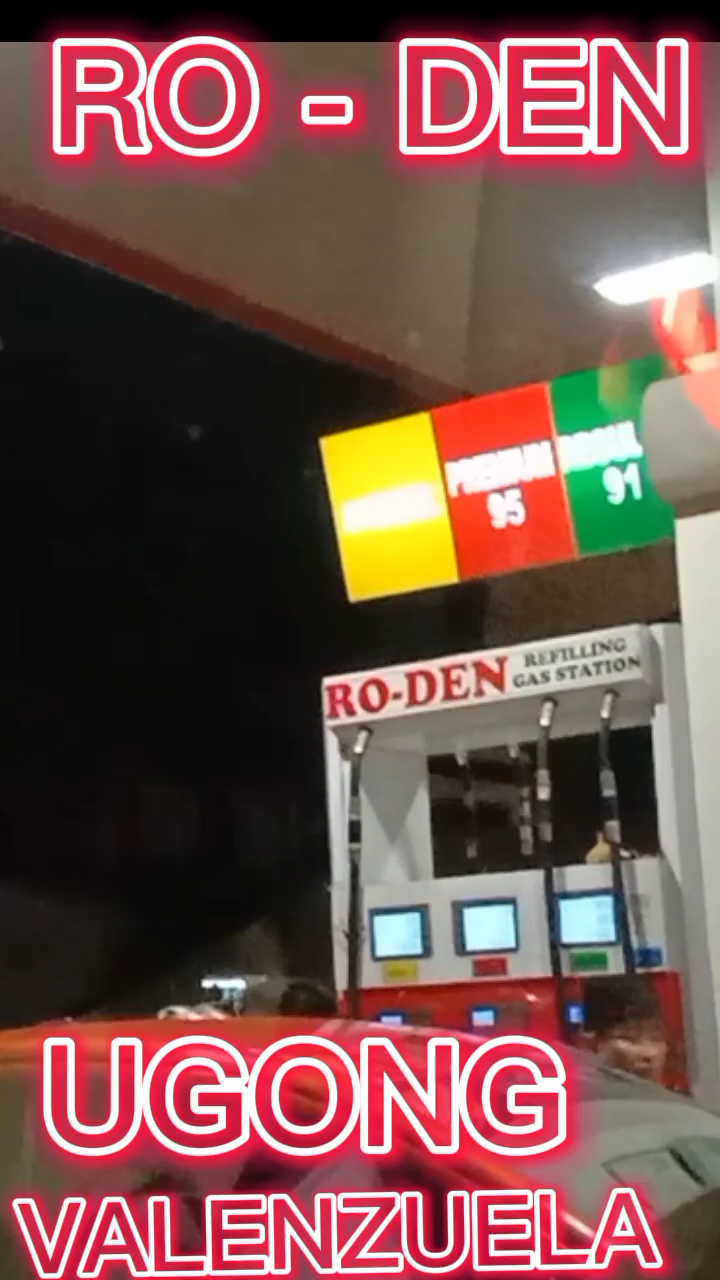 RO - DEN
PREMIUM
95
91
RO-DEN
REFILLING
GAS STATION
UGONG
VALENZUELA